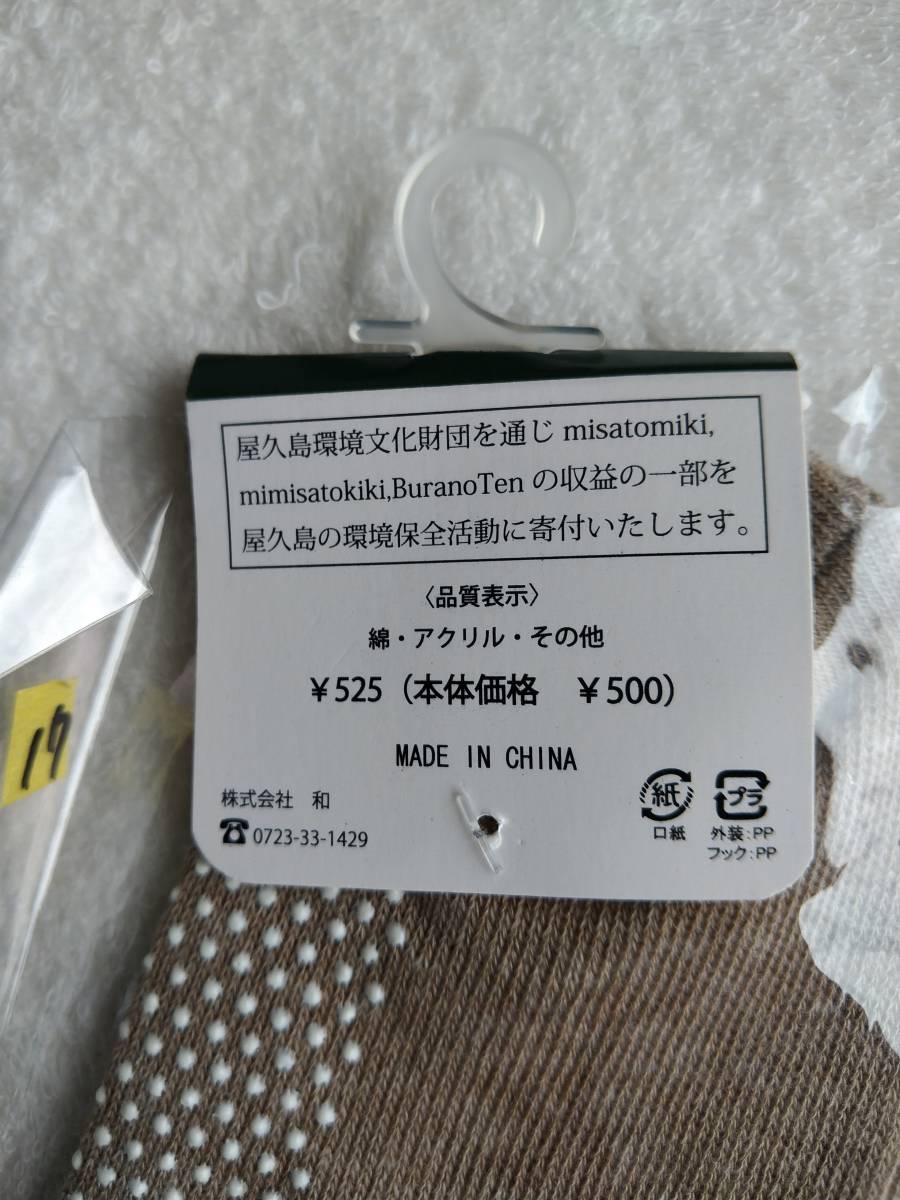 屋久島環境文化財団を通じ misatomiki,
mimisatokiki,BuranoTen の収益の一部を
屋久島の環境保全活動に寄付いたします。
〈品質表示〉
綿・アクリル・その他
￥525（本体価格　￥500）
MADE IN CHINA
株式会社　和
☎ 0723-33-1429
紙
口紙
プラ
外装:PP
フック:PP
17